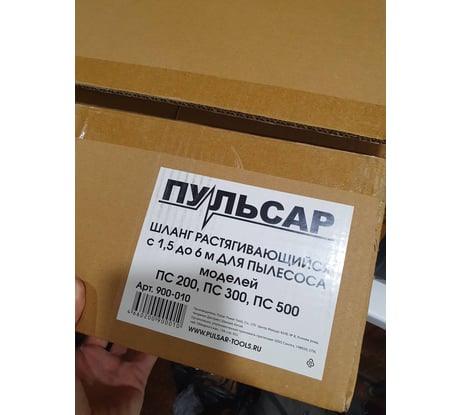 ПУЛЬСАР
ШЛАНГ РАСТЯГИВАЮЩИЙСЯ
с 1,5 до 6 м ДЛЯ ПЫЛЕСОСА
моделей
ПС 200, ПС 300, ПС 500
Арт. 900-010
4660200900010
WWW.PULSAR-TOOLS.RU